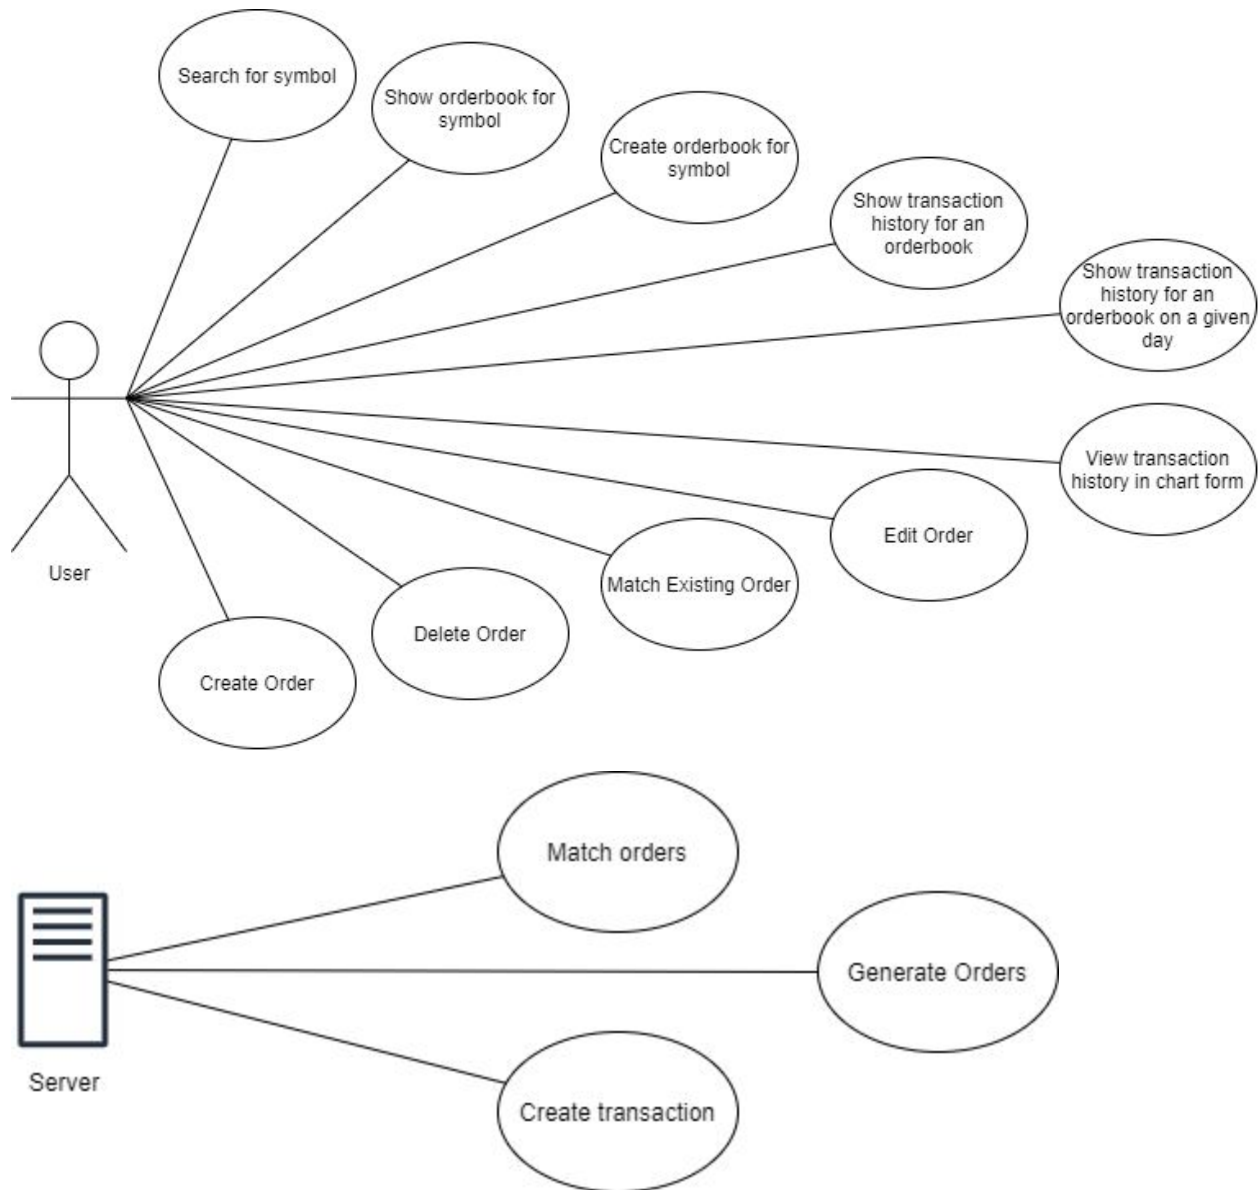 Search for symbol
Show orderbook for
symbol
Create orderbook for
symbol
Show transaction
history for an
orderbook
Show transaction
history for an
orderbook on a given
day
View transaction
history in chart form
Edit Order
Match Existing Order
Delete Order
Create Order
User
Match orders
Generate Orders
Create transaction
Server